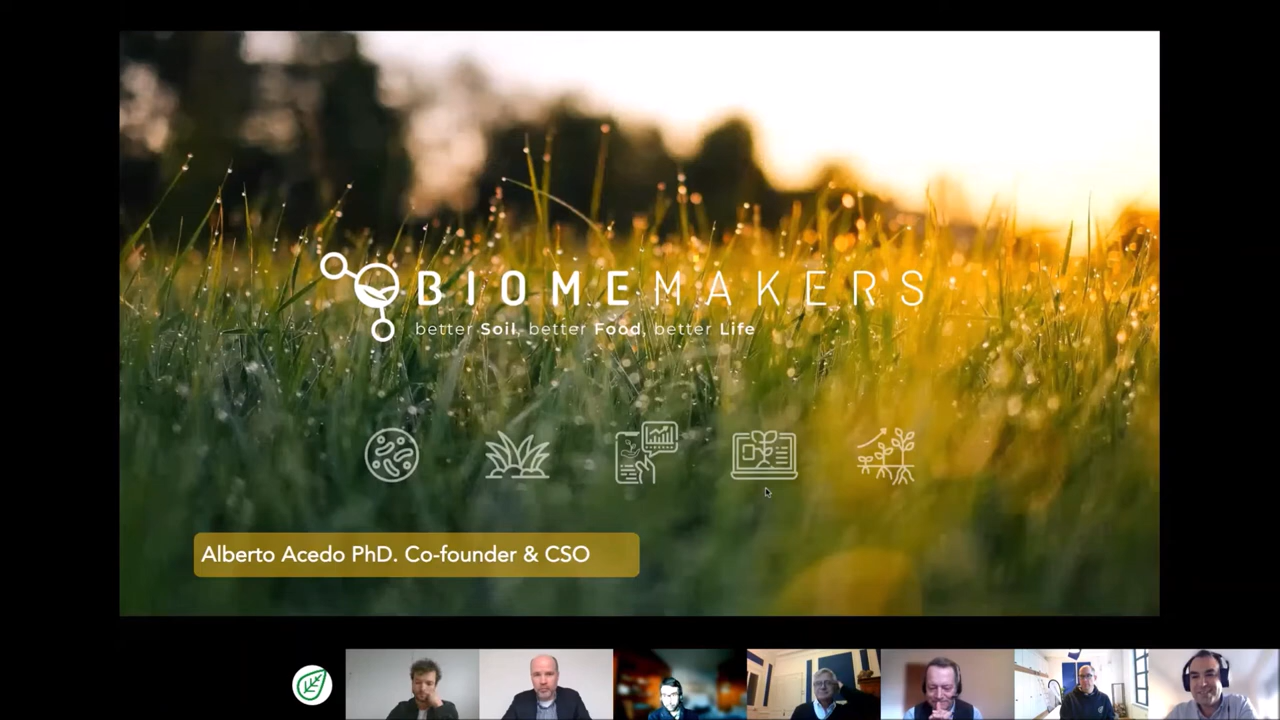 BIOMEMAKERS
better Soil, better Food, better Life
Alberto Acedo PhD. Co-founder & CSO